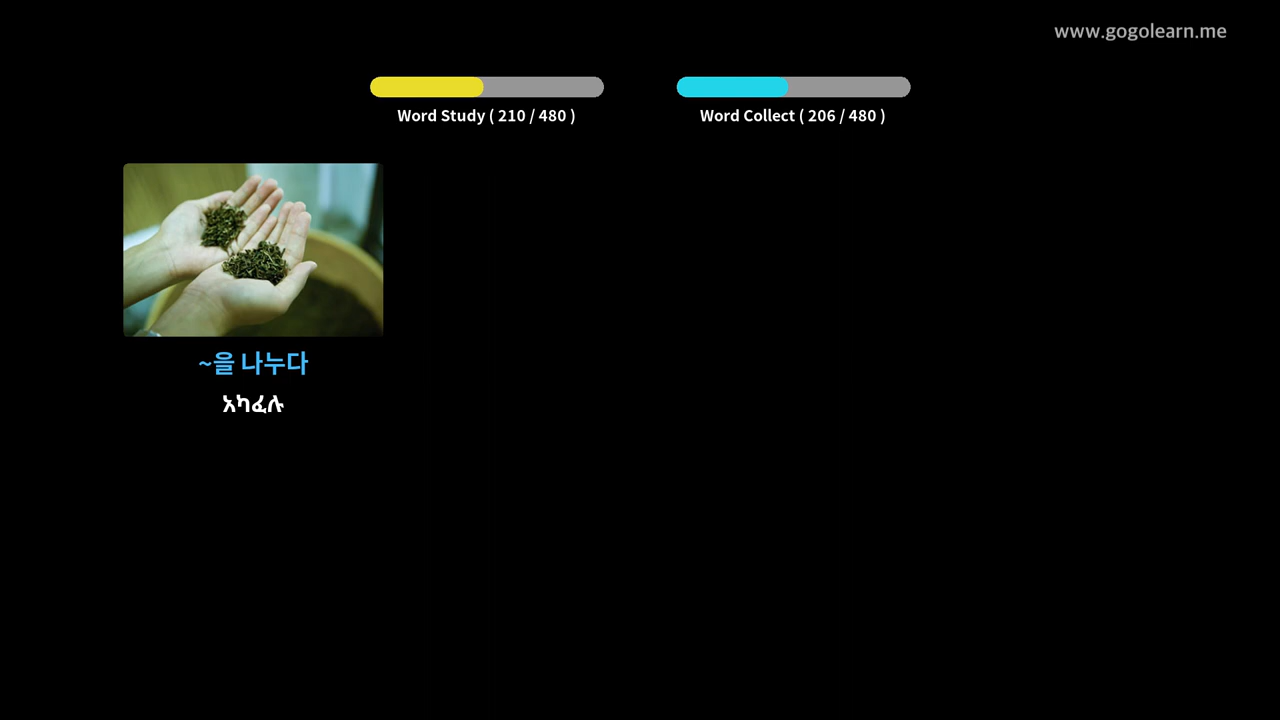 www.gogolearn.me
Word Study ( 210 / 480 )
Word Collect ( 206 / 480 )
~을 나누다
አካፈሉ